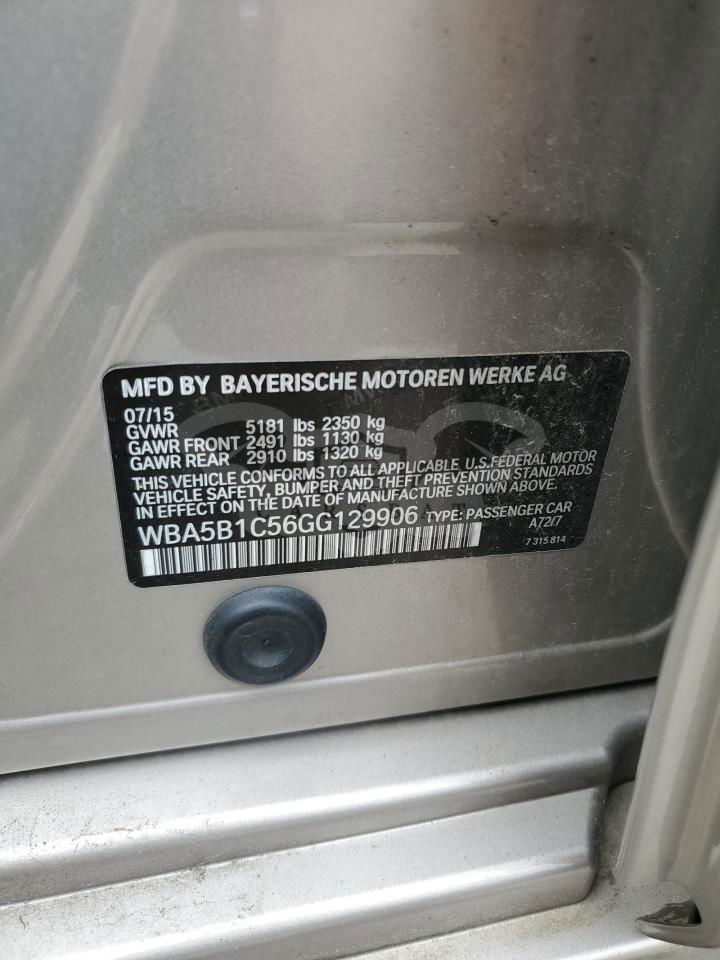 MFD BY BAYERISCHE MOTOREN WERKE AG
07/15
GVWR 5181 lbs 2350 kg
GAWR FRONT 2491 lbs 1130 kg
GAWR REAR 2910 lbs 1320 kg
THIS VEHICLE CONFORMS TO ALL APPLICABLE U.S.FEDERAL MOTOR
VEHICLE SAFETY, BUMPER AND THEFT PREVENTION STANDARDS
IN EFFECT ON THE DATE OF MANUFACTURE SHOWN ABOVE.
WBA5B1C56GG129906 TYPE: PASSENGER CAR
A72/7
7 315 814